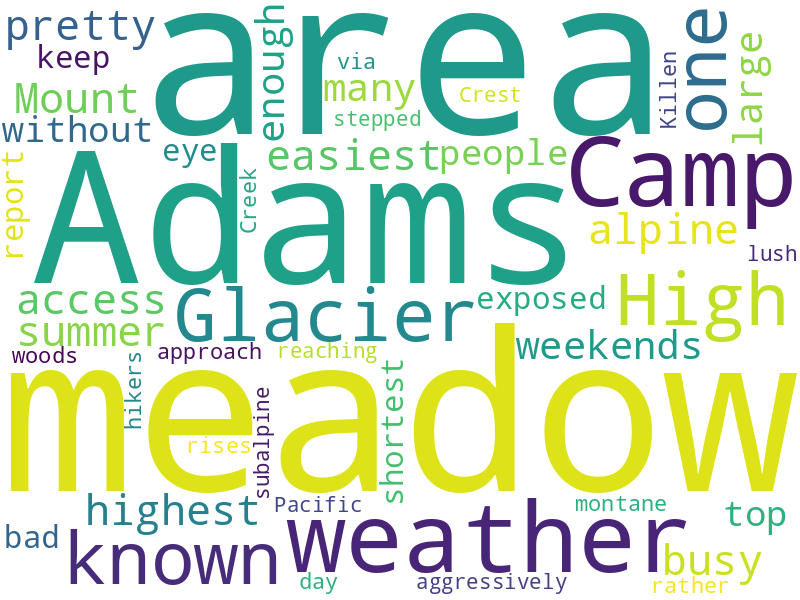 pretty
area
enough
one
large
keep
via
many
Crest
Killen
Mount
stepped
without
eye
easiest
people
Camp
report
Adams
Creek
alpine
lush
access
Glacier
exposed
High
summer
weekends
woods
approach
reaching
hikers
meadow
subalpine
rises
shortest
highest
Pacific
weather
montane
top
bad
known
busy
day
aggressively
rather